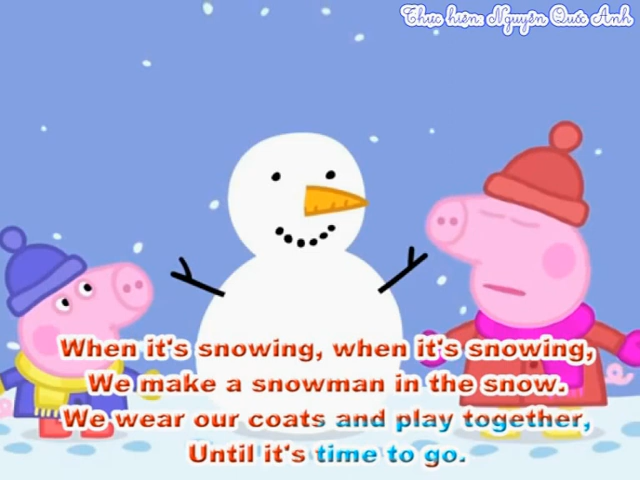 Thực hiện: Nguyễn Quốc Anh
When it's snowing, when it's snowing,
We make a snowman in the snow.
We wear our coats and play together,
Until it's time to go.